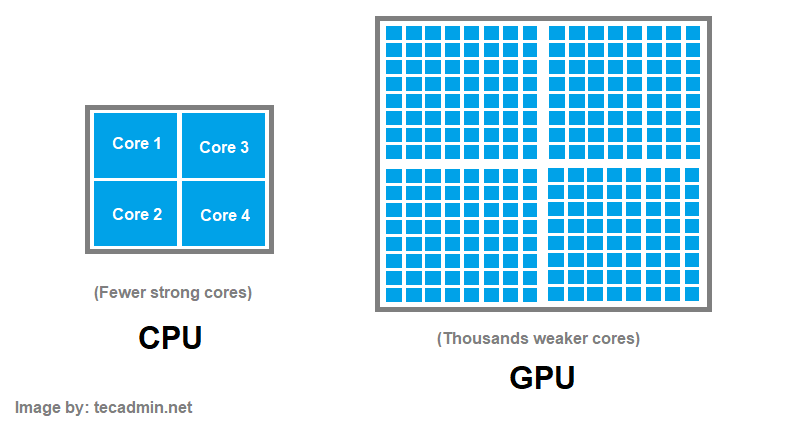 Core 1
Core 3
Core 2
Core 4
(Fewer strong cores)
CPU
(Thousands weaker cores)
GPU
Image by: tecadmin.net